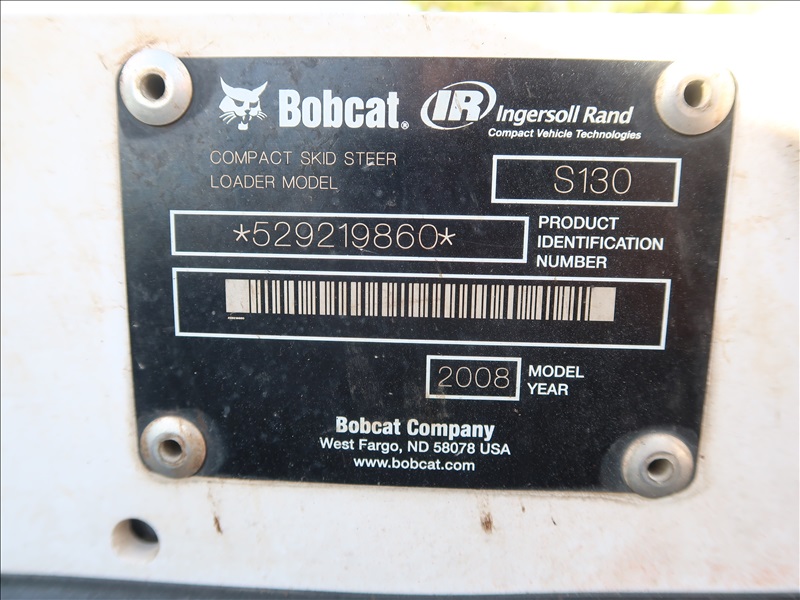 Bobcat® IR Ingersoll Rand
Compact Vehicle Technologies
COMPACT SKID STEER
LOADER MODEL
S130
*529219860*
PRODUCT
IDENTIFICATION
NUMBER
2008
MODEL
YEAR
Bobcat Company
West Fargo, ND 58078 USA
www.bobcat.com